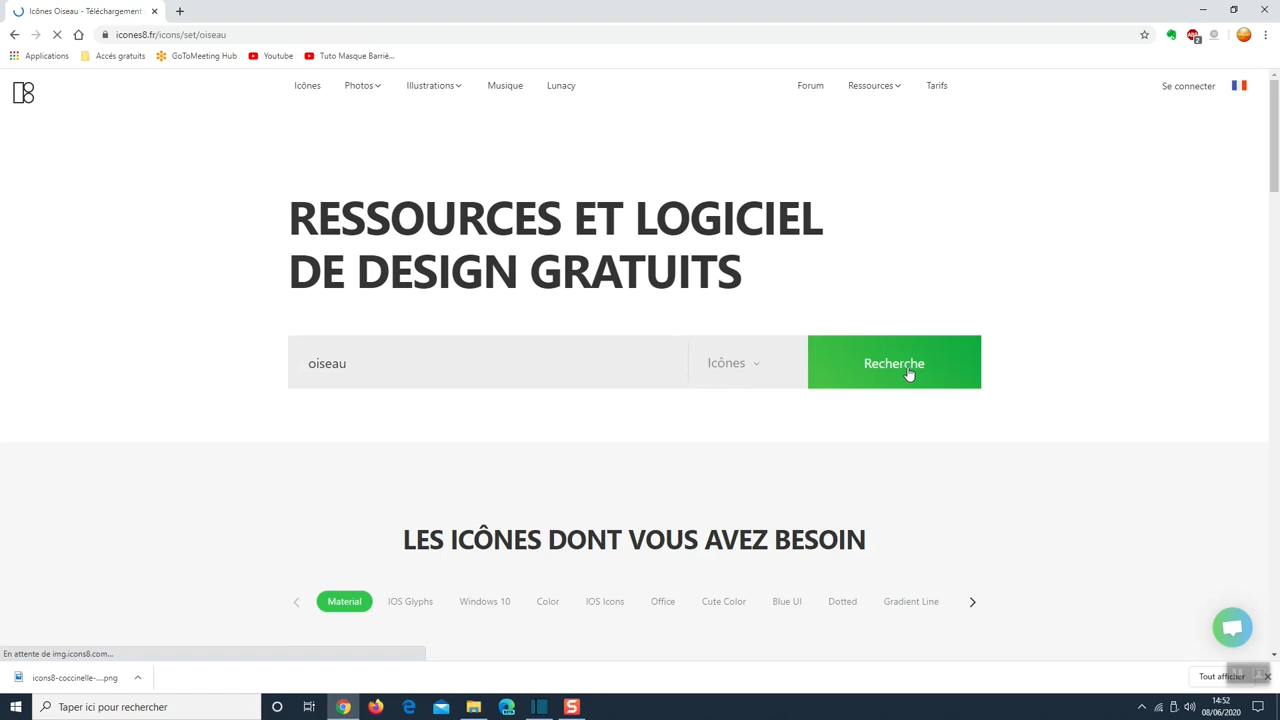 Icônes Oiseau - Téléchargement
icones8.fr/icons/set/oiseau
Applications
Accés gratuits
GoToMeeting Hub
Youtube
Tuto Masque Barriè...
2
Icônes
Photos
Illustrations
Musique
Lunacy
Forum
Ressources
Tarifs
Se connecter
RESSOURCES ET LOGICIEL
DE DESIGN GRATUITS
oiseau
Icônes
Recherche
LES ICÔNES DONT VOUS AVEZ BESOIN
Material
IOS Glyphs
Windows 10
Color
IOS Icons
Office
Cute Color
Blue UI
Dotted
Gradient Line
En attente de img.icons8.com...
icons8-coccinelle-....png
Tout afficher
Taper ici pour rechercher
14:52
08/06/2020